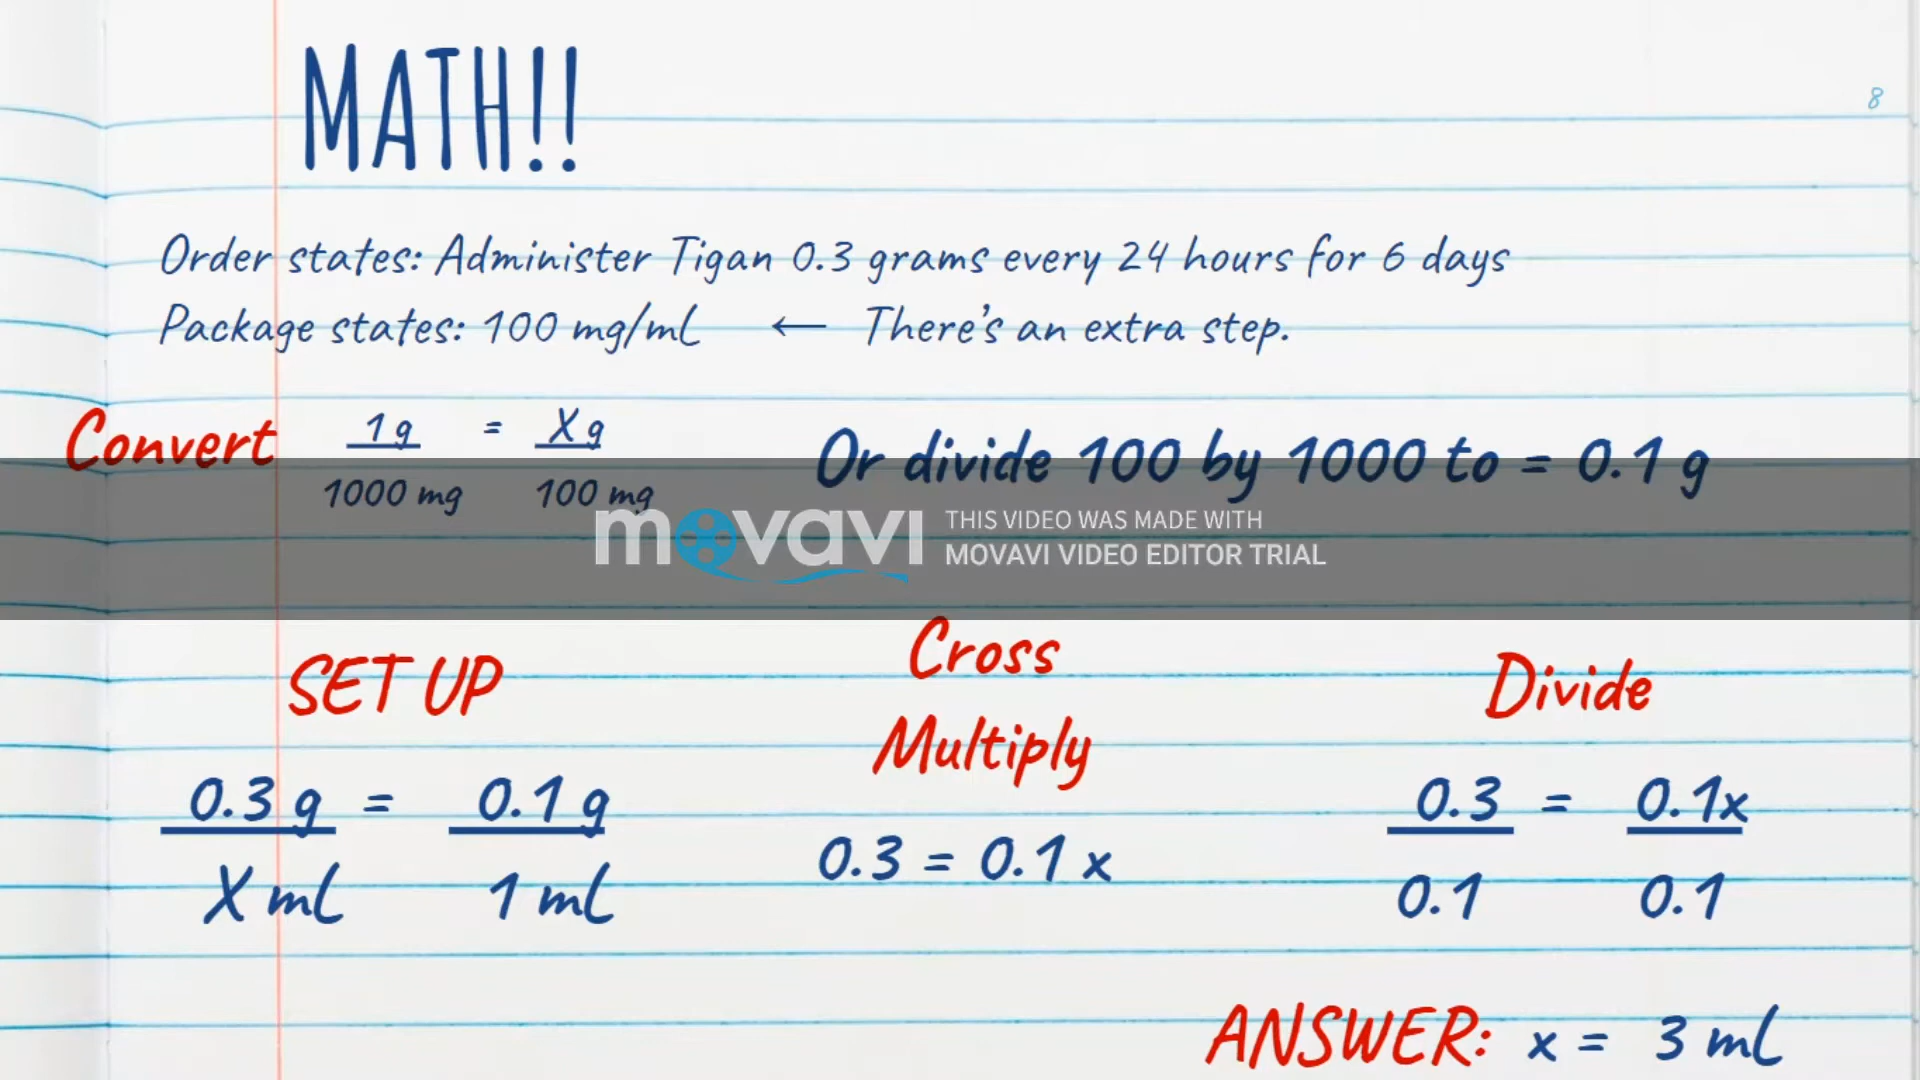 MATH!!
8
Order states: Administer Tigan 0.3 grams every 24 hours for 6 days
Package states: 100 mg/mL ← There's an extra step.
Convert 1 g = X g
1000 mg 100 mg
Or divide 100 by 1000 to = 0.1 g
movavi
THIS VIDEO WAS MADE WITH
MOVAVI VIDEO EDITOR TRIAL
SET UP
0.3 g = 0.1 g
X mL 1 mL
Cross
Multiply
0.3 = 0.1 x
Divide
0.3 = 0.1x
0.1 0.1
ANSWER: x = 3 mL